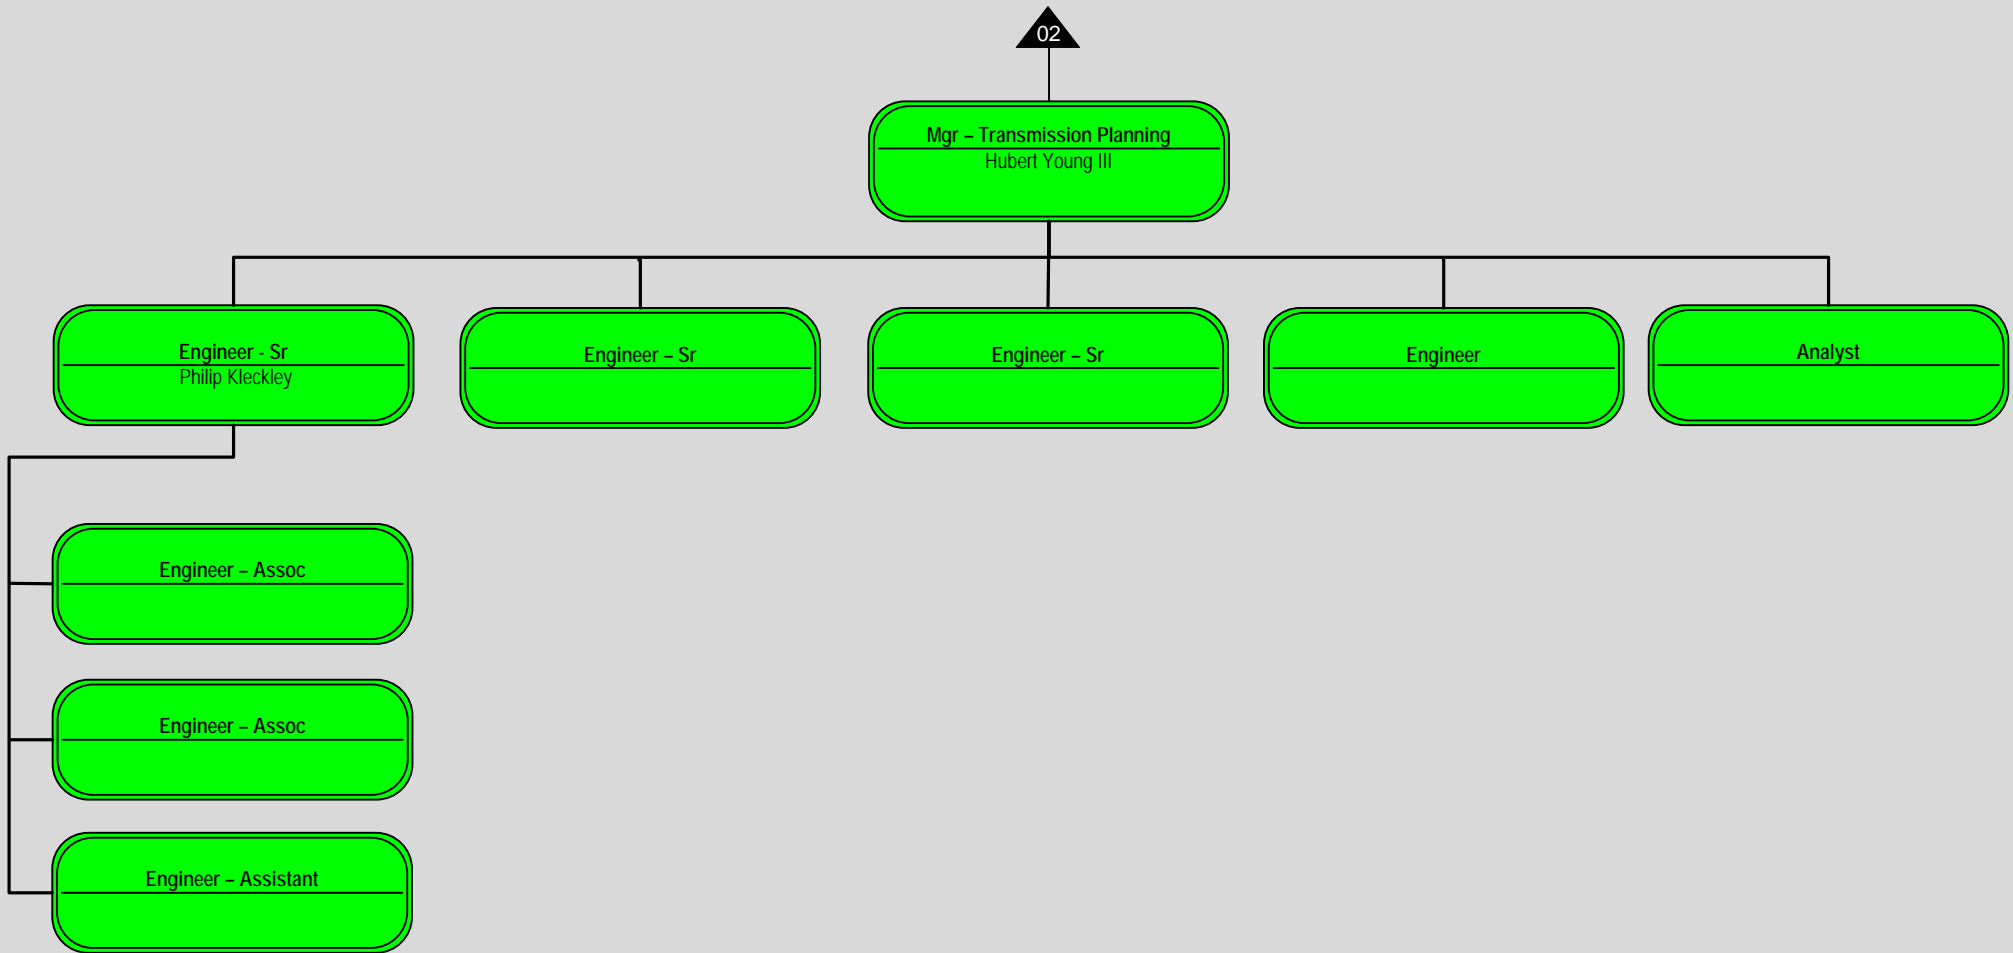 02
Mgr – Transmission Planning
Hubert Young III
Engineer - Sr
Philip Kleckley
Engineer – Sr
Engineer – Sr
Engineer
Analyst
Engineer – Assoc
Engineer – Assoc
Engineer – Assistant